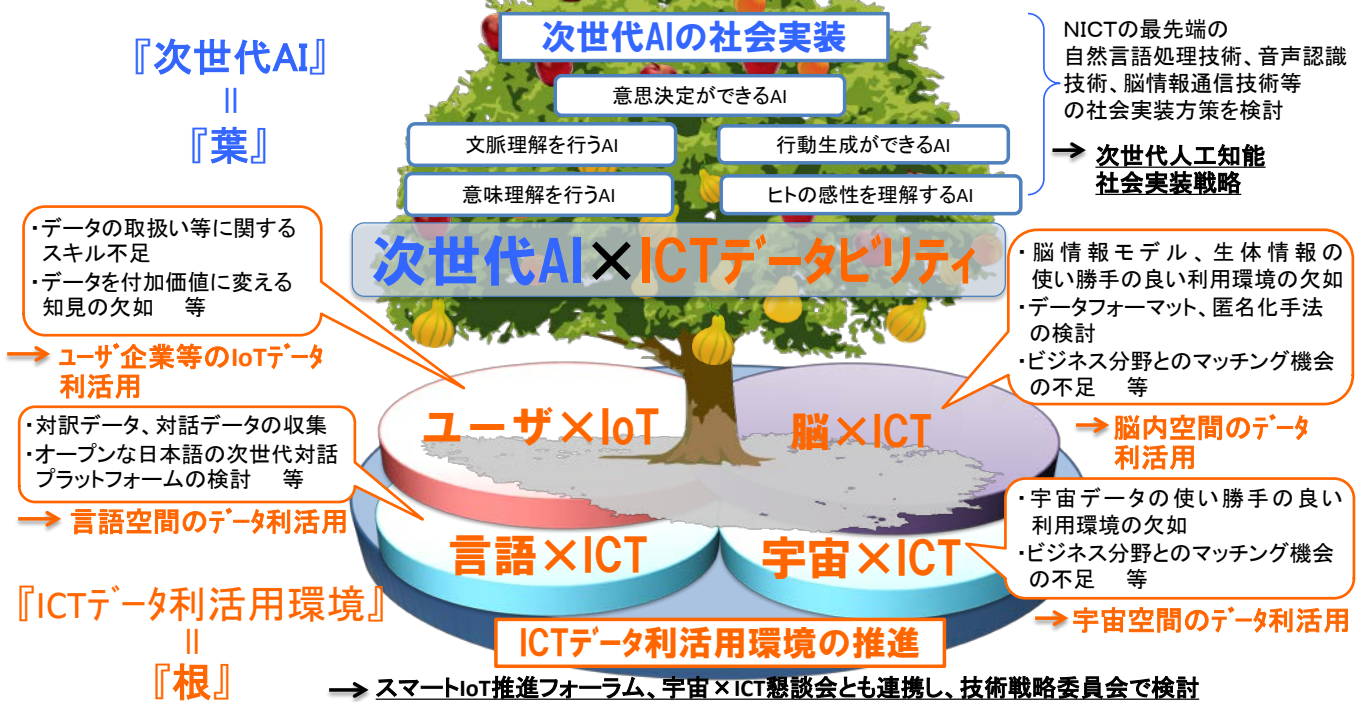 『次世代AI』
＝
『葉』
次世代AIの社会実装
意思決定ができるAI
文脈理解を行うAI
行動生成ができるAI
意味理解を行うAI
ヒトの感性を理解するAI
NICTの最先端の
自然言語処理技術、音声認識
技術、脳情報通信技術等
の社会実装方策を検討
→ 次世代人工知能
社会実装戦略
次世代AI×ICTデータビリティ
・データの取扱い等に関する
スキル不足
・データを付加価値に変える
知見の欠如　等
→ ユーザ企業等のIoTデータ
利活用
・脳情報モデル、生体情報の
使い勝手の良い利用環境の欠如
・データフォーマット、匿名化手法
の検討
・ビジネス分野とのマッチング機会
の不足　等
→ 脳内空間のデータ
利活用
ユーザ×IoT
脳×ICT
・対訳データ、対話データの収集
・オープンな日本語の次世代対話
プラットフォームの検討　等
→ 言語空間のデータ利活用
・宇宙データの使い勝手の良い
利用環境の欠如
・ビジネス分野とのマッチング機会
の不足　等
→ 宇宙空間のデータ利活用
言語×ICT
宇宙×ICT
『ICTデータ利活用環境』
＝
『根』
ICTデータ利活用環境の推進
→ スマートIoT推進フォーラム、宇宙×ICT懇談会とも連携し、技術戦略委員会で検討